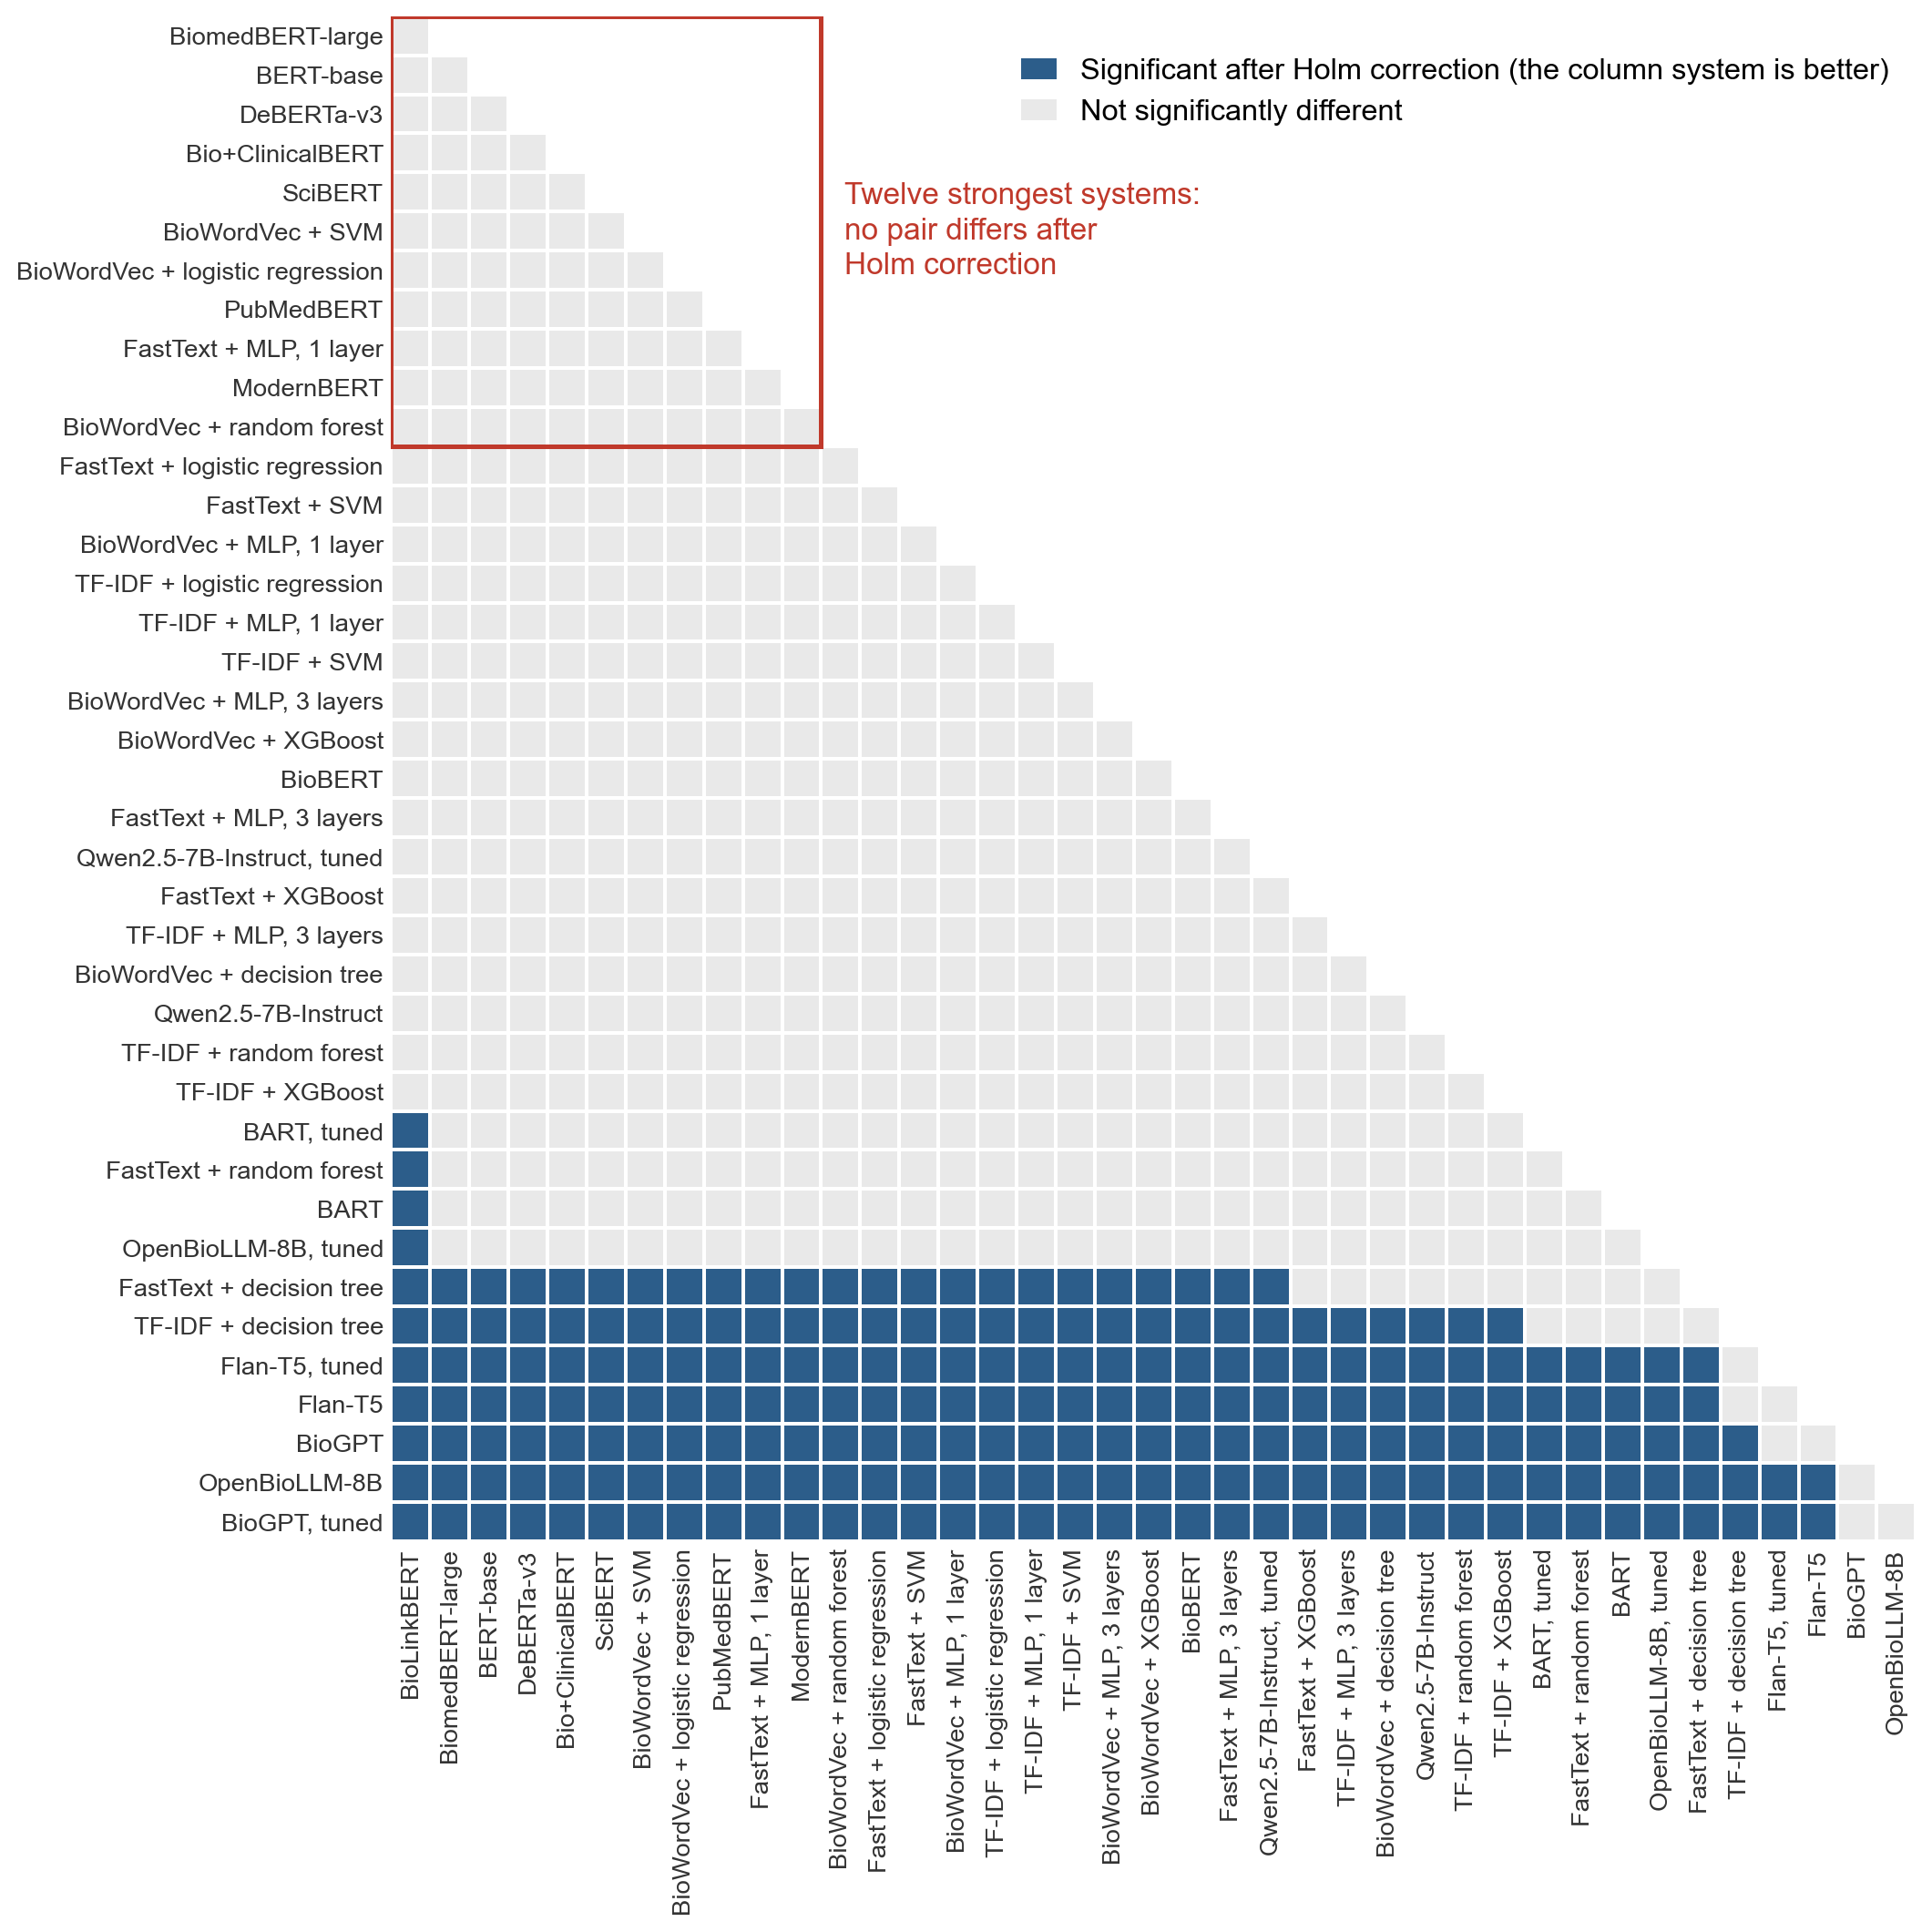 BiomedBERT-large
BERT-base
DeBERTa-v3
Bio+ClinicalBERT
SciBERT
BioWordVec + SVM
BioWordVec + logistic regression
PubMedBERT
FastText + MLP, 1 layer
ModernBERT
BioWordVec + random forest
FastText + logistic regression
FastText + SVM
BioWordVec + MLP, 1 layer
TF-IDF + logistic regression
TF-IDF + MLP, 1 layer
TF-IDF + SVM
BioWordVec + MLP, 3 layers
BioWordVec + XGBoost
BioBERT
FastText + MLP, 3 layers
Qwen2.5-7B-Instruct, tuned
FastText + XGBoost
TF-IDF + MLP, 3 layers
BioWordVec + decision tree
Qwen2.5-7B-Instruct
TF-IDF + random forest
TF-IDF + XGBoost
BART, tuned
FastText + random forest
BART
OpenBioLLM-8B, tuned
FastText + decision tree
TF-IDF + decision tree
Flan-T5, tuned
Flan-T5
BioGPT
OpenBioLLM-8B
BioGPT, tuned
Significant after Holm correction (the column system is better)
Not significantly different
Twelve strongest systems:
no pair differs after
Holm correction
BioLinkBERT
BiomedBERT-large
BERT-base
DeBERTa-v3
Bio+ClinicalBERT
SciBERT
BioWordVec + SVM
BioWordVec + logistic regression
PubMedBERT
FastText + MLP, 1 layer
ModernBERT
BioWordVec + random forest
FastText + logistic regression
FastText + SVM
BioWordVec + MLP, 1 layer
TF-IDF + logistic regression
TF-IDF + MLP, 1 layer
TF-IDF + SVM
BioWordVec + MLP, 3 layers
BioWordVec + XGBoost
BioBERT
FastText + MLP, 3 layers
Qwen2.5-7B-Instruct, tuned
FastText + XGBoost
TF-IDF + MLP, 3 layers
BioWordVec + decision tree
Qwen2.5-7B-Instruct
TF-IDF + random forest
TF-IDF + XGBoost
BART, tuned
FastText + random forest
BART
OpenBioLLM-8B, tuned
FastText + decision tree
TF-IDF + decision tree
Flan-T5, tuned
Flan-T5
BioGPT
OpenBioLLM-8B